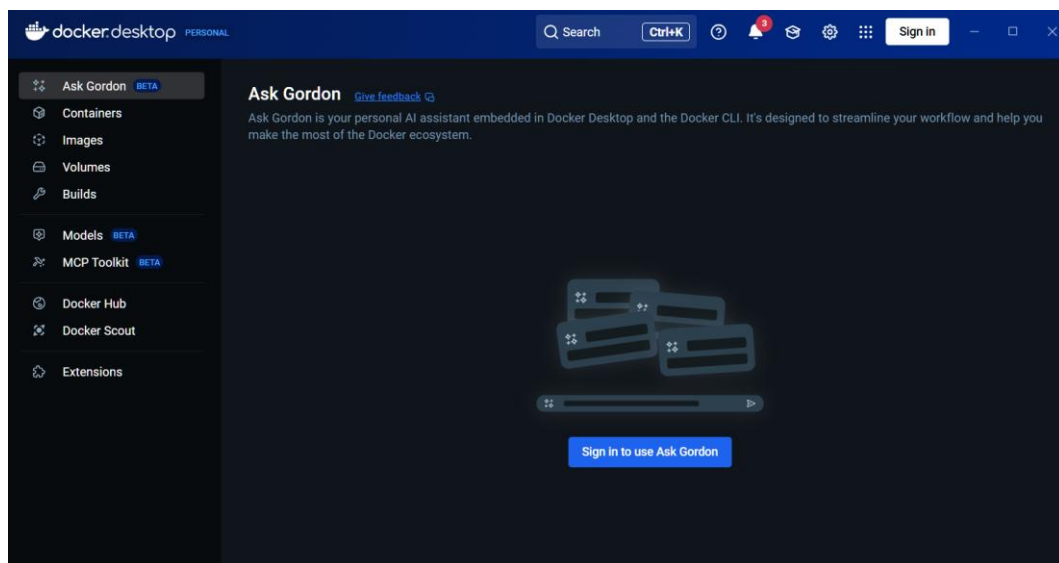 docker.desktop PERSONAL
Search Ctrl+K
3
Sign in
Ask Gordon BETA
Containers
Images
Volumes
Builds
Models BETA
MCP Toolkit BETA
Docker Hub
Docker Scout
Extensions
Ask Gordon Give feedback
Ask Gordon is your personal AI assistant embedded in Docker Desktop and the Docker CLI. It's designed to streamline your workflow and help you
make the most of the Docker ecosystem.
Sign in to use Ask Gordon